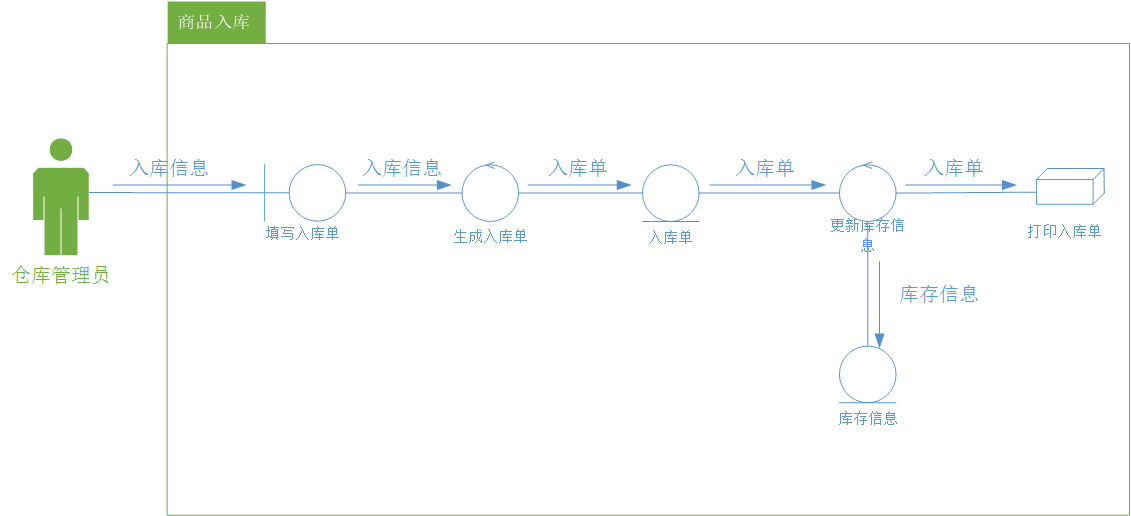 商品入库
入库信息
入库信息
入库单
入库单
入库单
填写入库单
生成入库单
入库单
更新库存信
息
打印入库单
仓库管理员
库存信息
库存信息